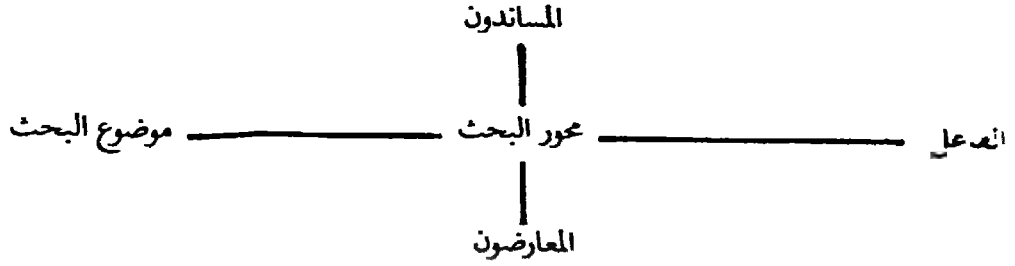 المساندون
الفاعل
محور البحث
موضوع البحث
المعارضون